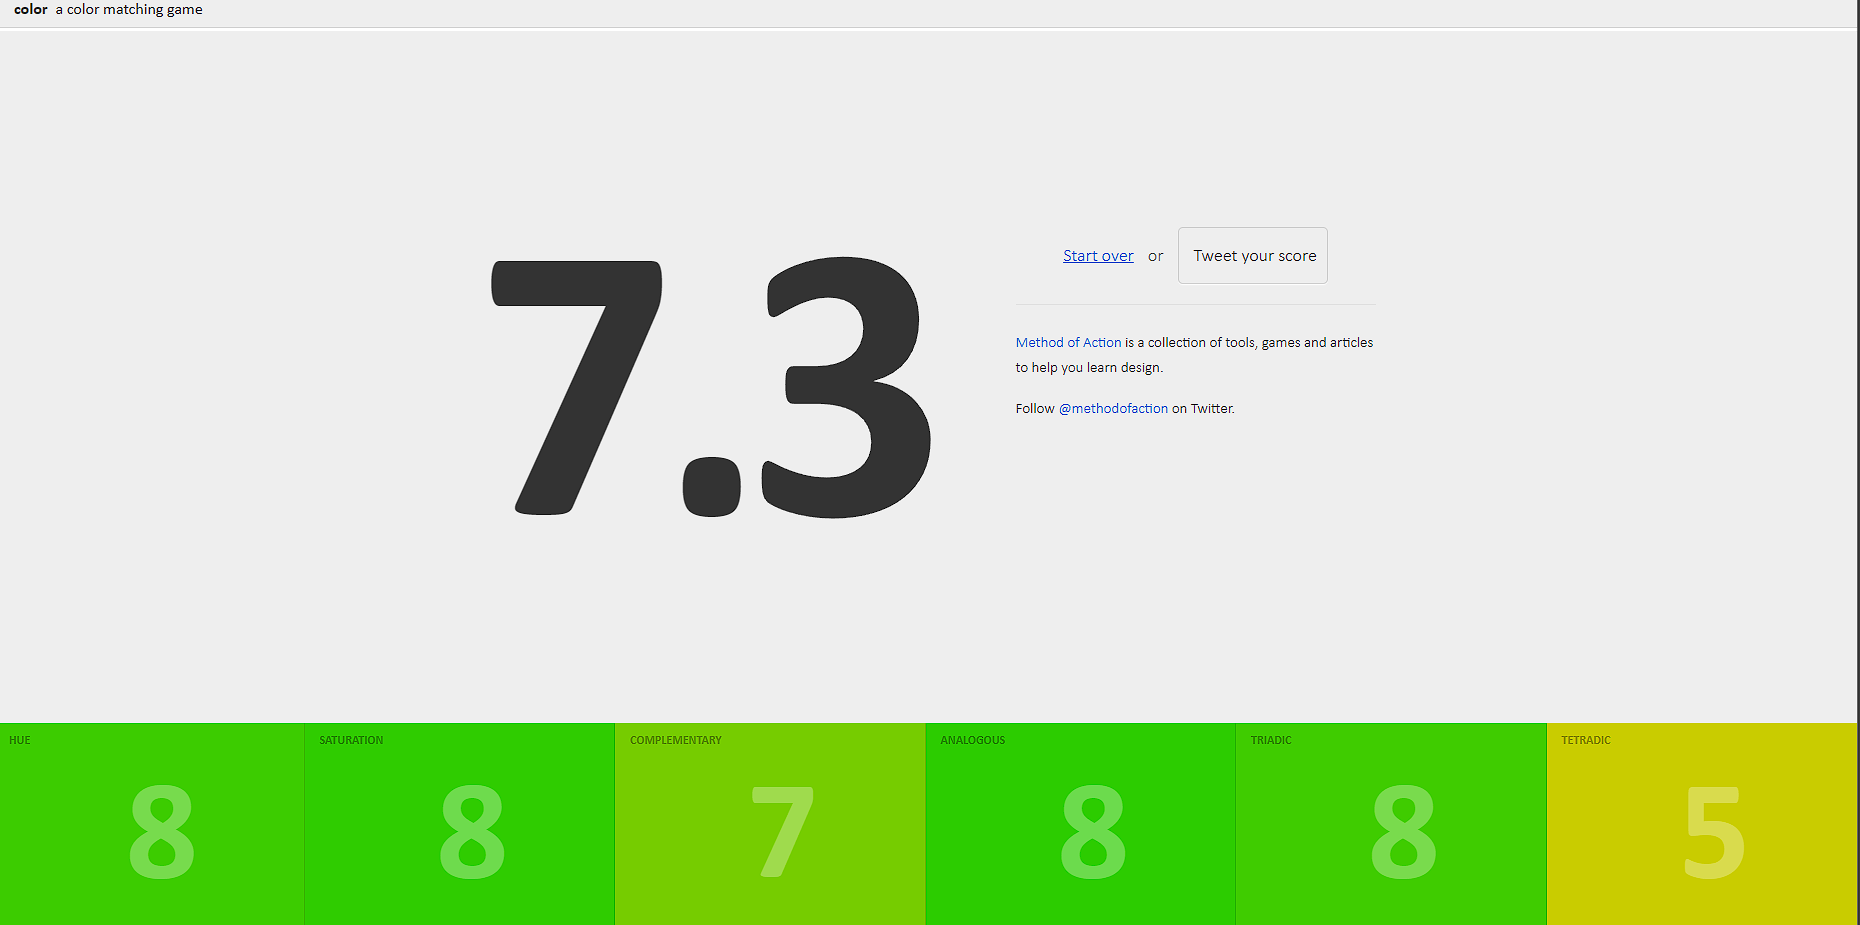 color a color matching game
7.3
Start over or Tweet your score
Method of Action is a collection of tools, games and articles
to help you learn design.
Follow @methodofaction on Twitter.
HUE
8
SATURATION
8
COMPLEMENTARY
7
ANALOGOUS
8
TRIADIC
8
TETRADIC
5